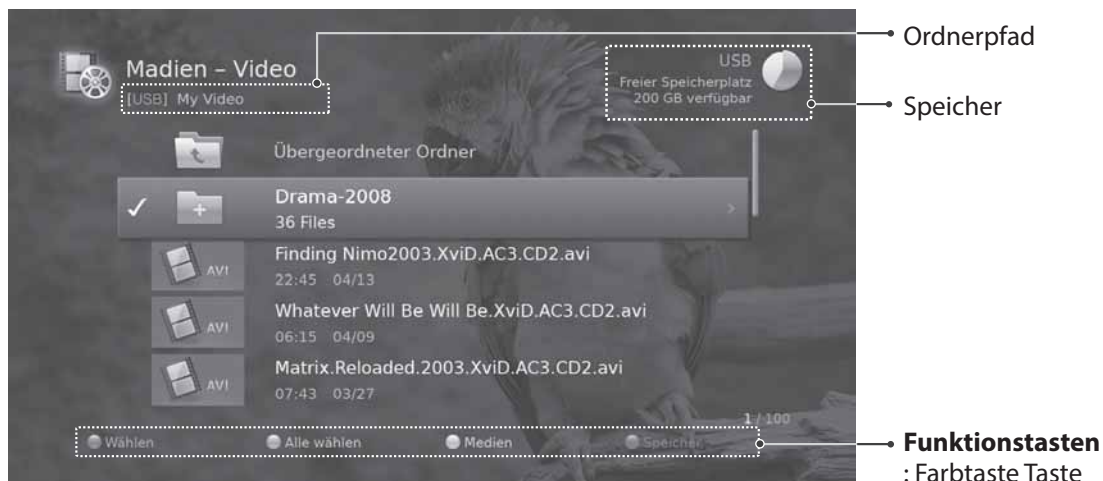 Madien – Video
[USB] My Video
USB
Freier Speicherplatz
200 GB verfügbar
Ordnerpfad
Speicher
Übergeordneter Ordner
Drama-2008
36 Files
AVI
Finding Nimo2003.XviD.AC3.CD2.avi
22:45 04/13
AVI
Whatever Will Be Will Be.XviD.AC3.CD2.avi
06:15 04/09
AVI
Matrix.Reloaded.2003.XviD.AC3.CD2.avi
07:43 03/27
1 / 100
Wählen
Alle wählen
Medien
Speicher
Funktionstasten
: Farbtaste Taste